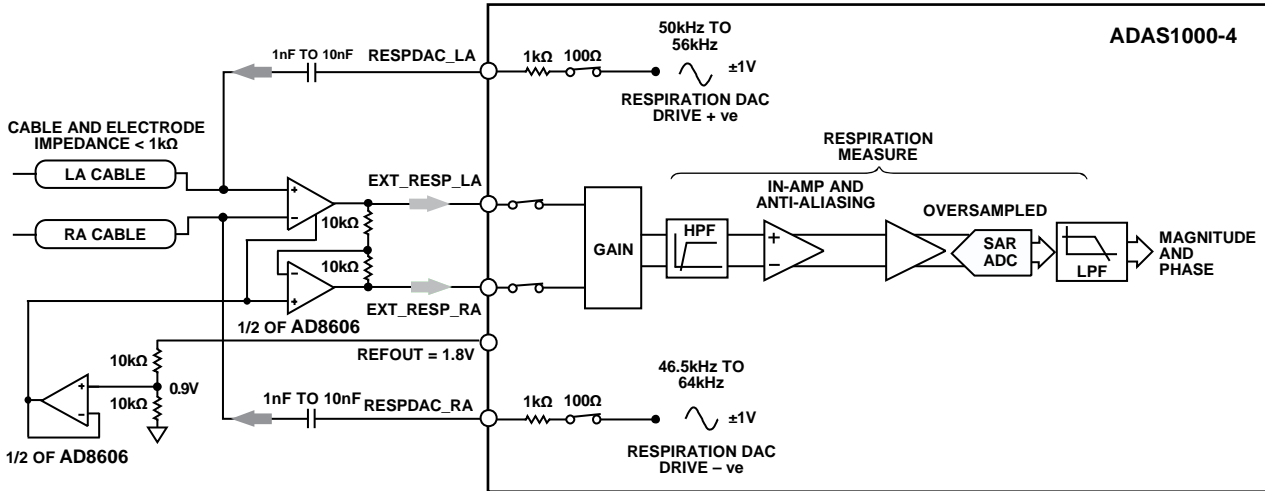 ADAS1000-4
50kHz TO
56kHz
±1V
RESPIRATION DAC
DRIVE + ve
1nF TO 10nF
RESPDAC_LA
1kΩ
100Ω
CABLE AND ELECTRODE
IMPEDANCE < 1kΩ
LA CABLE
RA CABLE
+
−
10kΩ
10kΩ
−
+
EXT_RESP_LA
EXT_RESP_RA
1/2 OF AD8606
REFOUT = 1.8V
GAIN
RESPIRATION
MEASURE
HPF
IN-AMP AND
ANTI-ALIASING
+
−
OVERSAMPLED
SAR
ADC
LPF
MAGNITUDE
AND
PHASE
10kΩ
10kΩ
0.9V
+
−
1/2 OF AD8606
1nF TO 10nF
RESPDAC_RA
1kΩ
100Ω
46.5kHz TO
64kHz
±1V
RESPIRATION DAC
DRIVE – ve